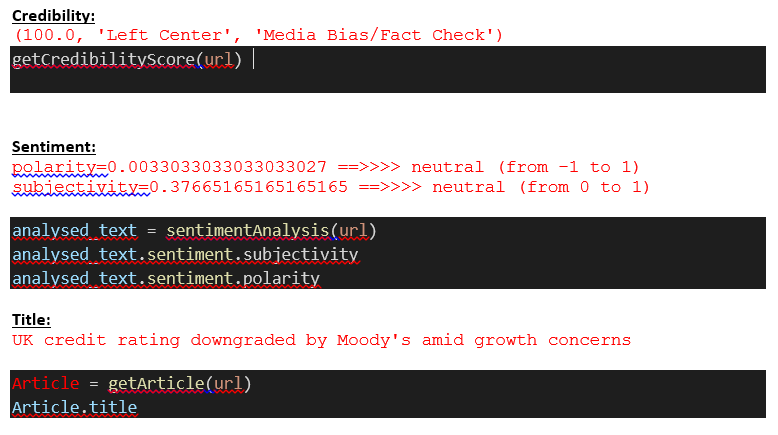 Credibility:
(100.0, 'Left Center', 'Media Bias/Fact Check')
getCredibilityScore(url)
Sentiment:
polarity=0.0033033033033033027 ==>>>> neutral (from -1 to 1)
subjectivity=0.37665165165165165 ==>>>> neutral (from 0 to 1)
analysed_text = sentimentAnalysis(url)
analysed_text.sentiment.subjectivity
analysed_text.sentiment.polarity
Title:
UK credit rating downgraded by Moody's amid growth concerns
Article = getArticle(url)
Article.title